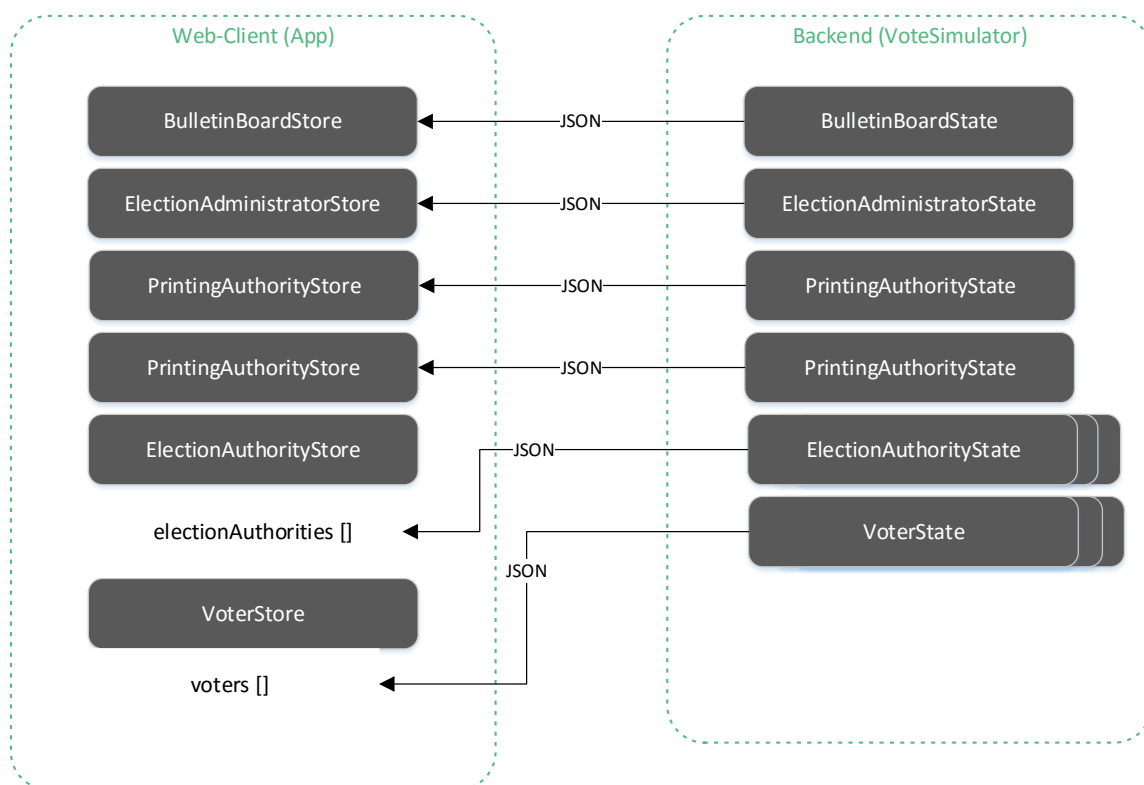 Web-Client (App)
Backend (VoteSimulator)
BulletinBoardStore
JSON
BulletinBoardState
ElectionAdministratorStore
JSON
ElectionAdministratorState
PrintingAuthorityStore
JSON
PrintingAuthorityState
PrintingAuthorityStore
JSON
PrintingAuthorityState
ElectionAuthorityStore
JSON
ElectionAuthorityState
electionAuthorities []
VoterState
JSON
VoterStore
voters []